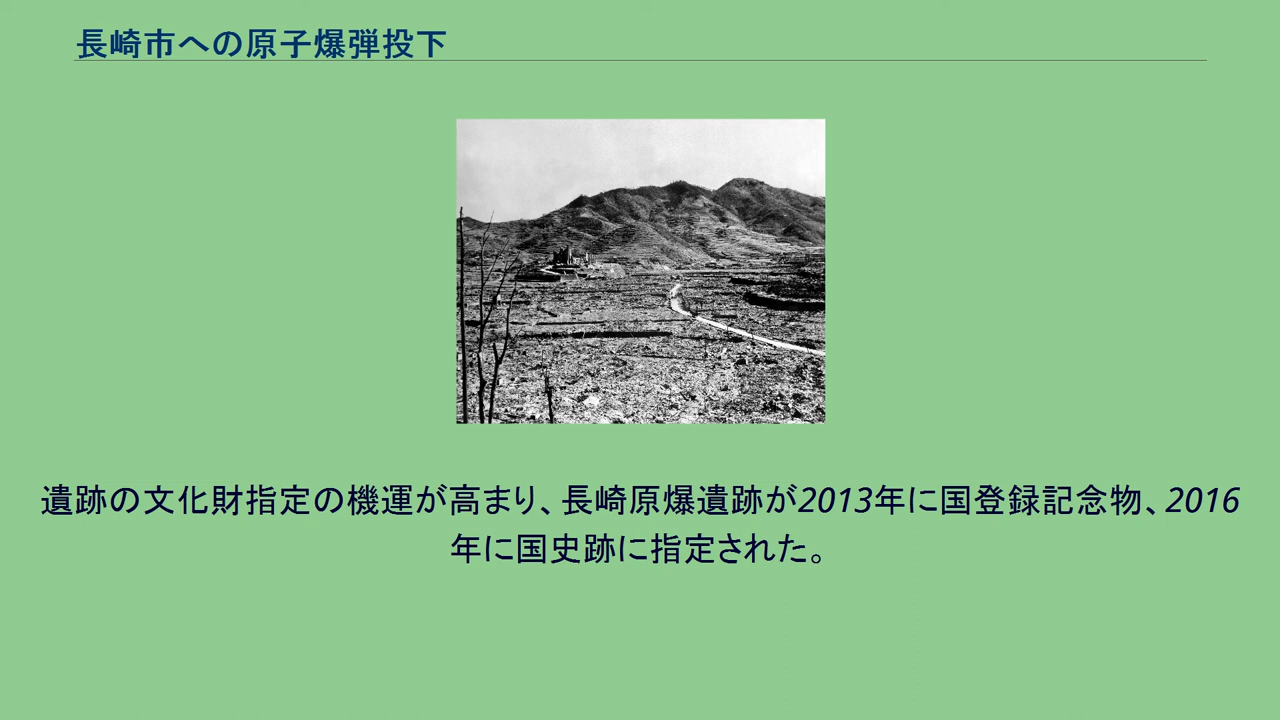 長崎市への原子爆弾投下
遺跡の文化財指定の機運が高まり、長崎原爆遺跡が2013年に国登録記念物、2016
年に国史跡に指定された。